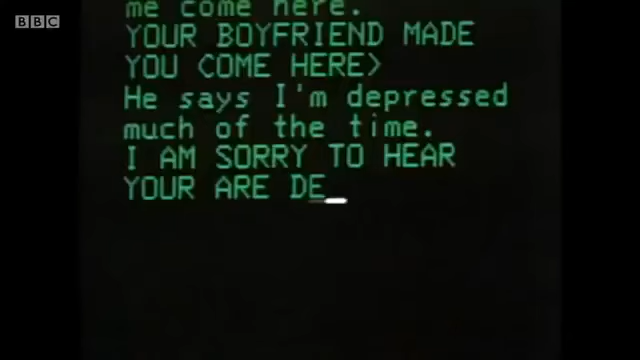 BBC
me come here.
YOUR BOYFRIEND MADE
YOU COME HERE>
He says I'm depressed
much of the time.
I AM SORRY TO HEAR
YOUR ARE DE_